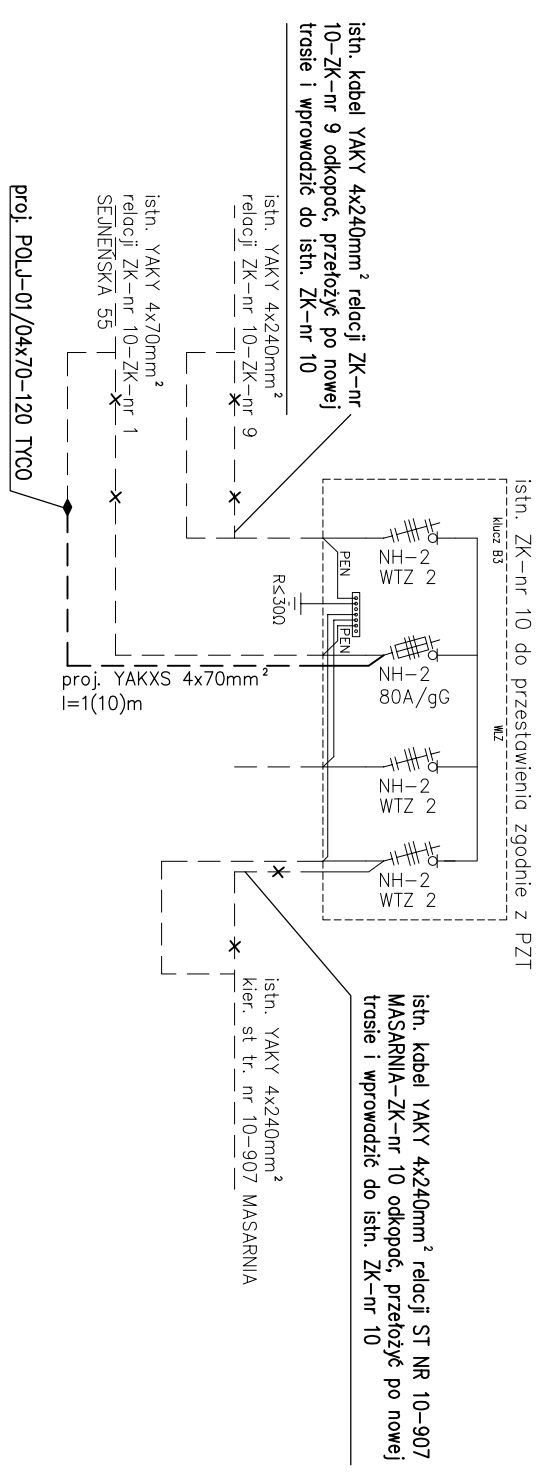 istn. kabel YAKY 4x240mm² relacji ZK-nr
10-ZK-nr 9 odkopać, przełożyć po nowej
trasie i wprowadzić do istn. ZK-nr 10
istn. YAKY 4x240mm²
relacji ZK-nr 10-ZK-nr 9
istn. YAKY 4x70mm²
relacji ZK-nr 10-ZK-nr 1
SEJNEŃSKA 55
proj. POLJ-01/04x70-120 TYCO
istn. ZK-nr 10 do przestawienia zgodnie z PZT
klucz B3
WLZ
NH-2
WTZ 2
NH-2
80A/gG
NH-2
WTZ 2
NH-2
WTZ 2
PEN
PEN
R≤30Ω
proj. YAKXS 4x70mm²
l=1(10)m
istn. kabel YAKY 4x240mm² relacji ST NR 10-907
MASARNIA-ZK-nr 10 odkopać, przełożyć po nowej
trasie i wprowadzić do istn. ZK-nr 10
istn. YAKY 4x240mm²
kier. st tr. nr 10-907 MASARNIA